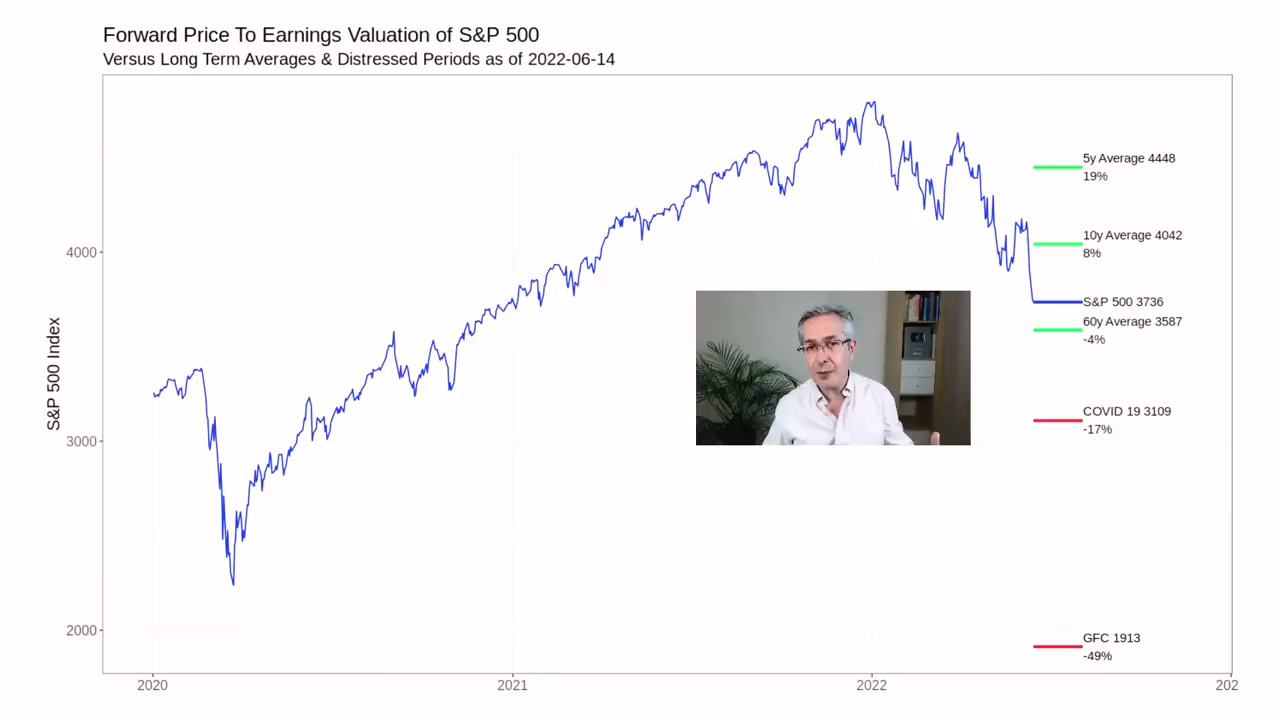 Forward Price To Earnings Valuation of S&P 500
Versus Long Term Averages & Distressed Periods as of 2022-06-14
S&P 500 Index
4000
3000
2000
2020
2021
2022
202
5y Average 4448
19%
10y Average 4042
8%
S&P 500 3736
60y Average 3587
-4%
COVID 19 3109
-17%
GFC 1913
-49%